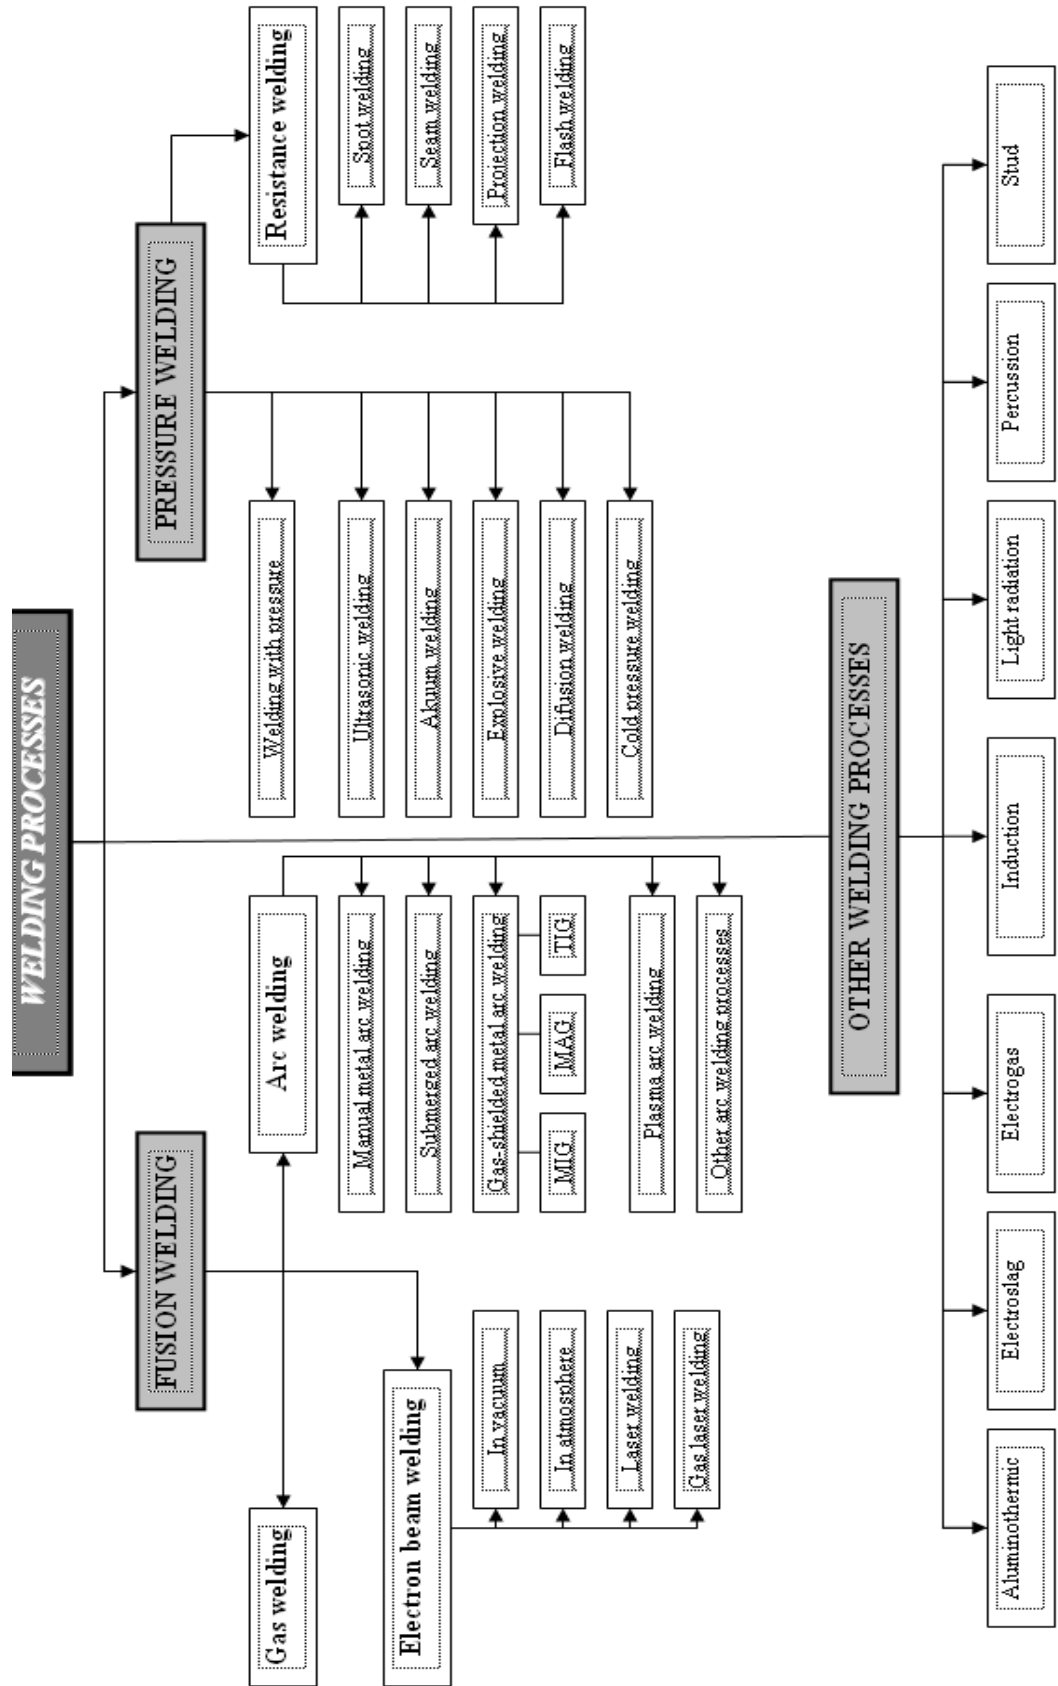 WELDING PROCESSES
FUSION WELDING
PRESSURE WELDING
Gas welding
Arc welding
Welding with pressure
Resistance welding
Manual metal arc welding
Ultrasonic welding
Spot welding
Electron beam welding
Submerged arc welding
Akuum welding
Seam welding
In vacuum
Gas-shielded metal arc welding
Explosive welding
Projection welding
In atmosphere
MIG
MAG
TIG
Difusion welding
Flash welding
Laser welding
Plasma arc welding
Cold pressure welding
Gas laser welding
Other arc welding processes
OTHER WELDING PROCESSES
Aluminothermic
Electroslag
Electrogas
Induction
Light radiation
Percussion
Stud